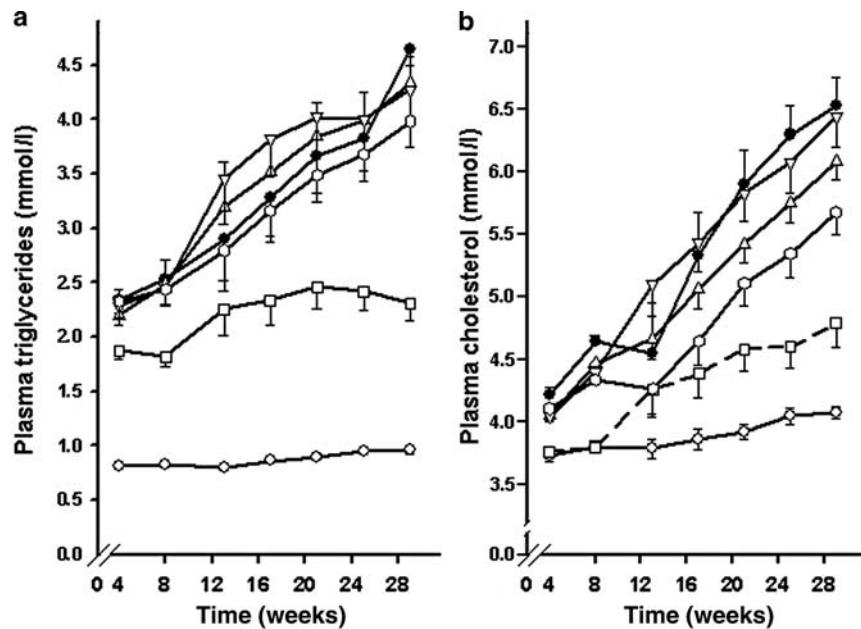 a
Plasma triglycerides (mmol/l)
4.5
4.0
3.5
3.0
2.5
2.0
1.5
1.0
0.5
0.0
0 4 8 12 16 20 24 28
Time (weeks)
b
Plasma cholesterol (mmol/l)
7.0
6.5
6.0
5.5
5.0
4.5
4.0
3.5
0.0
0 4 8 12 16 20 24 28
Time (weeks)